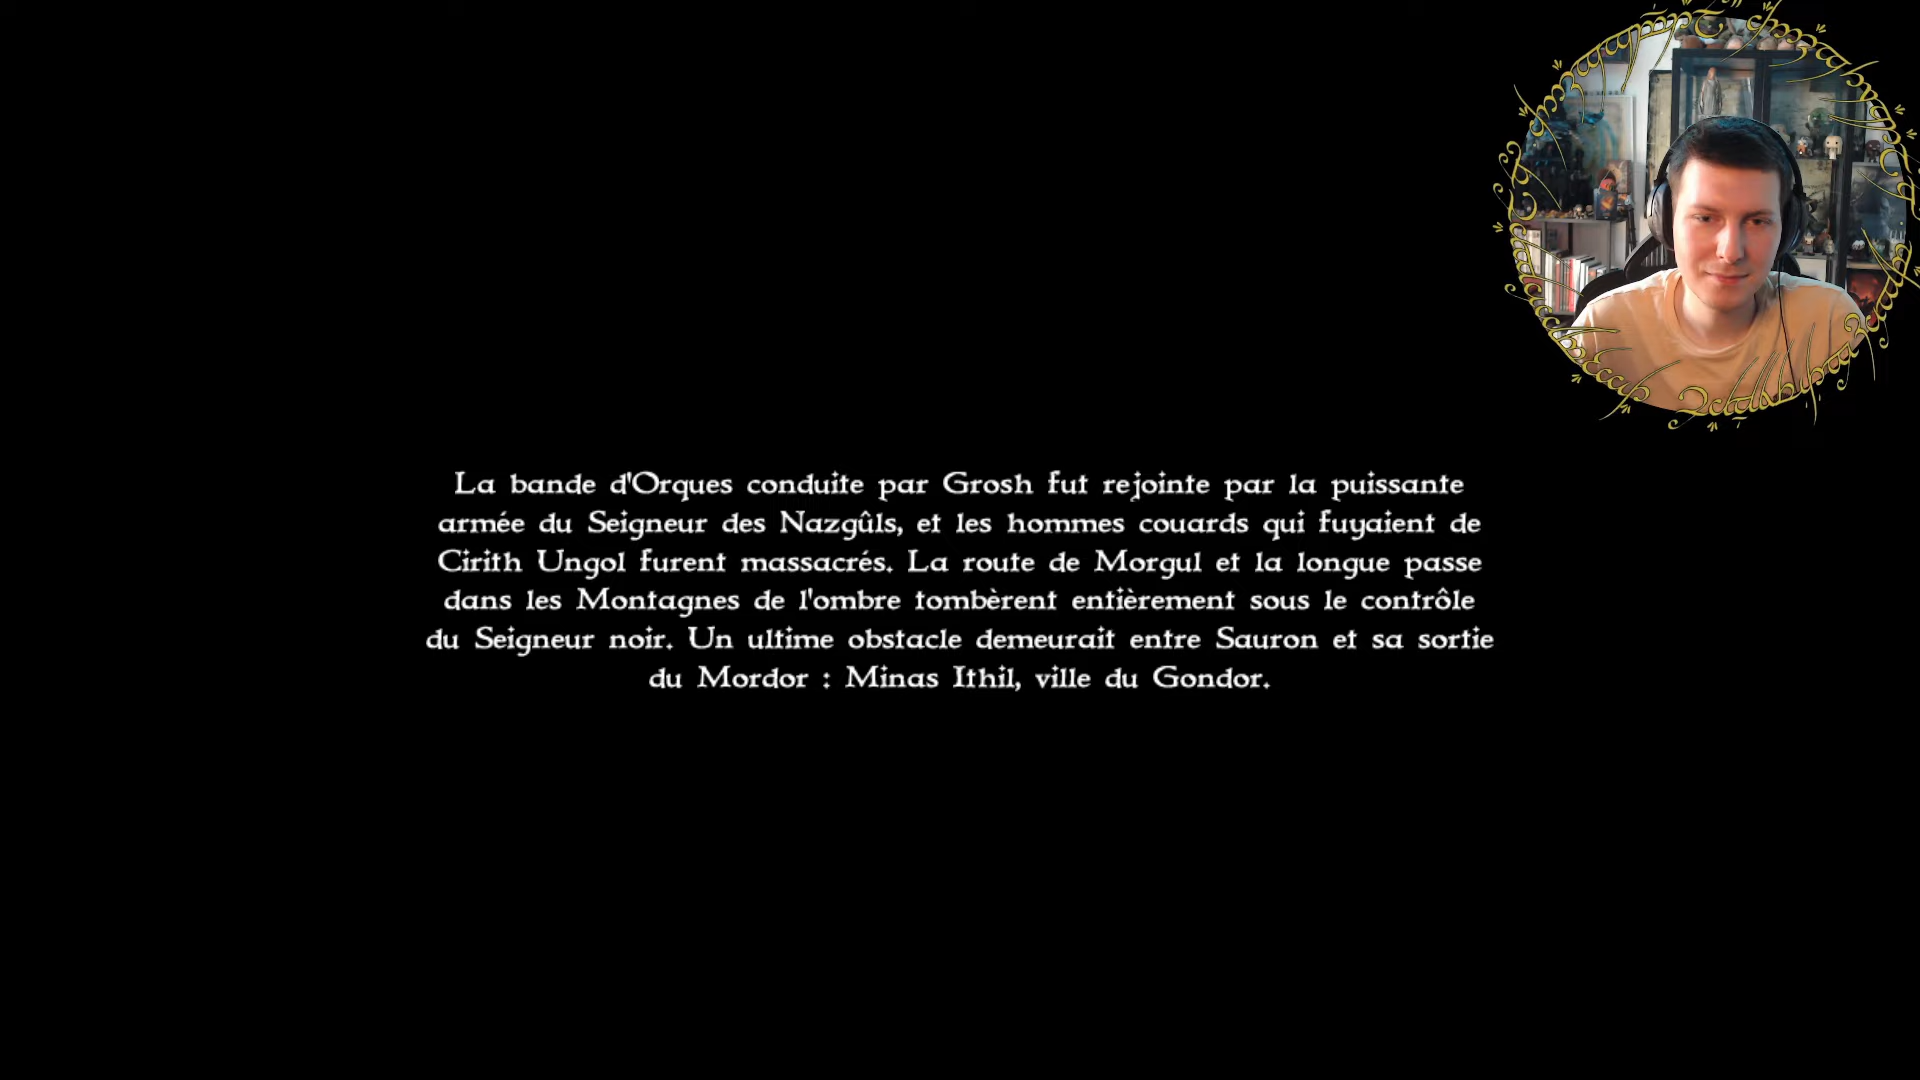 La bande d'Orques conduite par Grosh fut rejointe par la puissante
armée du Seigneur des Nazgûls, et les hommes couards qui fuyaient de
Cirith Ungol furent massacrés. La route de Morgul et la longue passe
dans les Montagnes de l'ombre tombèrent entièrement sous le contrôle
du Seigneur noir. Un ultime obstacle demeurait entre Sauron et sa sortie
du Mordor : Minas Ithil, ville du Gondor.